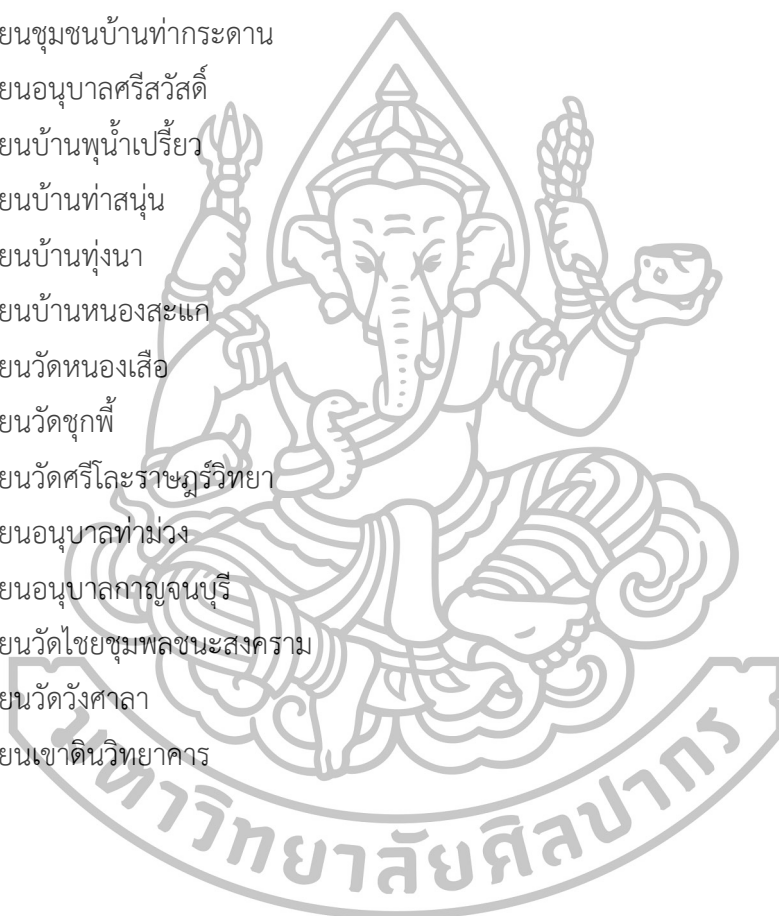 ยนชุมชนบ้านท่ากระดาน
ยนอนุบาลศรีสวัสดิ์
ยนบ้านพุน้ำเปรี้ยว
ยนบ้านท่าสนุ่น
ยนบ้านทุ่งนา
ยนบ้านหนองสะแก
ยนวัดหนองเสือ
ยนวัดชุกพี้
ยนวัดศรีโลหะราษฎร์วิทยา
ยนอนุบาลท่าม่วง
ยนอนุบาลกาญจนบุรี
ยนวัดไชยชุมพลชนะสงคราม
ยนวัดวังศาลา
ยนเขาดินวิทยาคาร
มหาวิทยาลัยศิลปากร